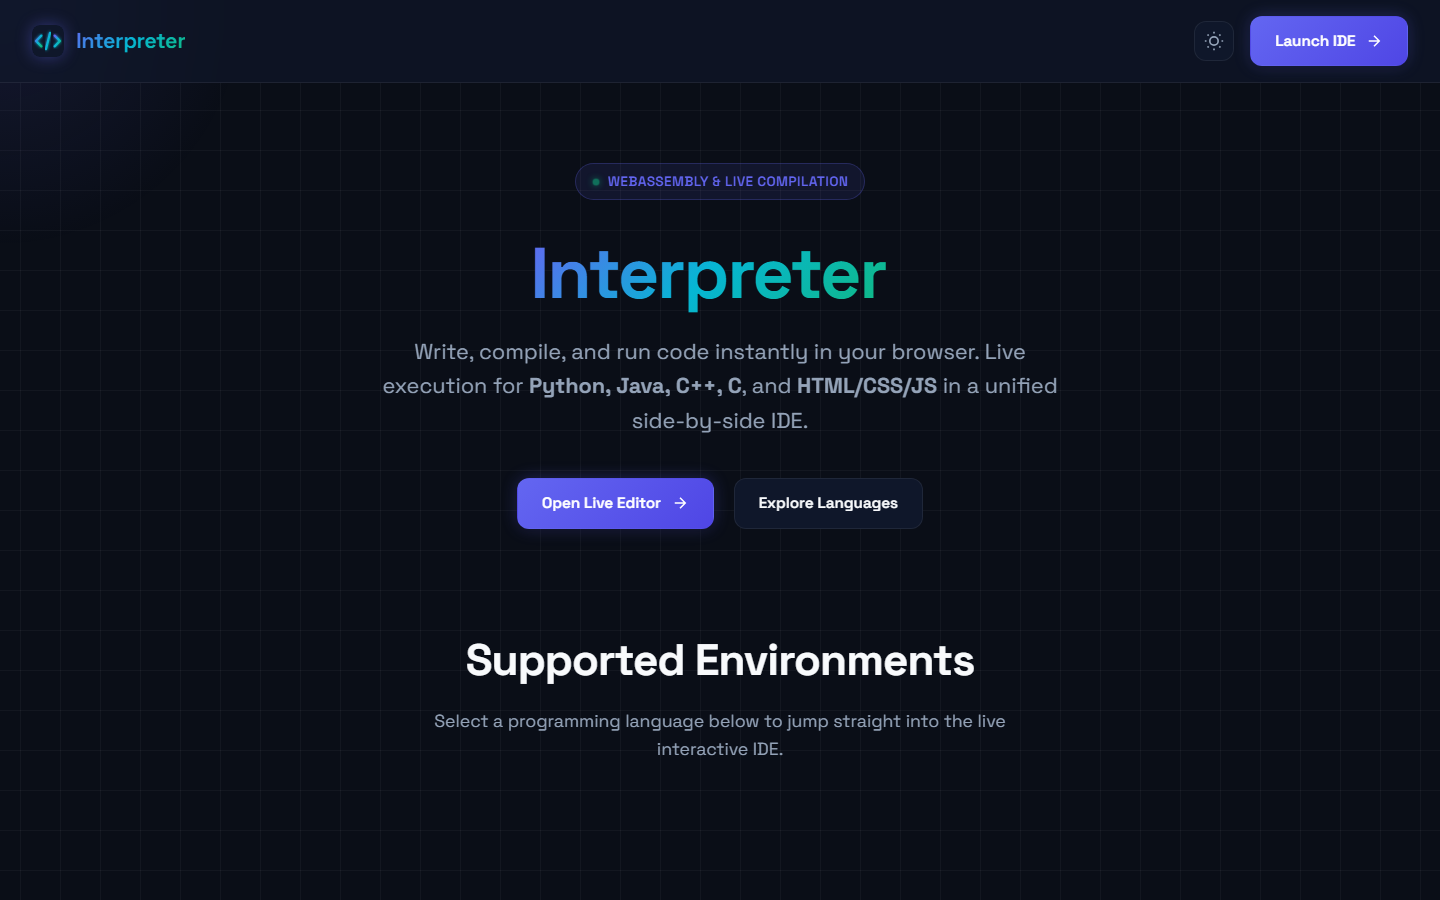 </> Interpreter
Launch IDE →
WEBASSEMBLY & LIVE COMPILATION
Interpreter
Write, compile, and run code instantly in your browser. Live
execution for Python, Java, C++, C, and HTML/CSS/JS in a unified
side-by-side IDE.
Open Live Editor →
Explore Languages
Supported Environments
Select a programming language below to jump straight into the live
interactive IDE.